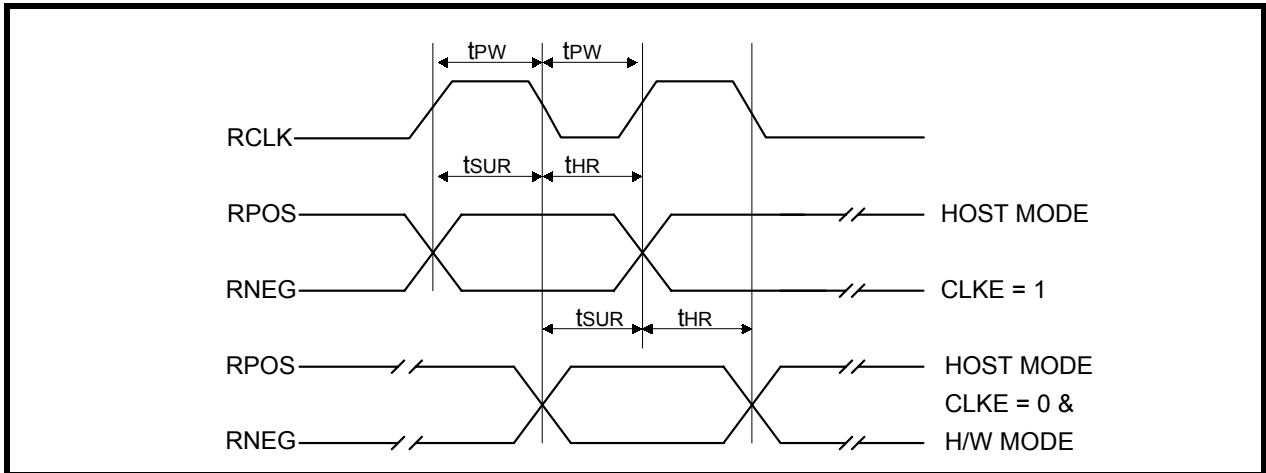 tPW tPW
RCLK
tSUR tHR
RPOS HOST MODE
RNEG CLKE = 1
tSUR tHR
RPOS HOST MODE
CLKE = 0 &
RNEG H/W MODE